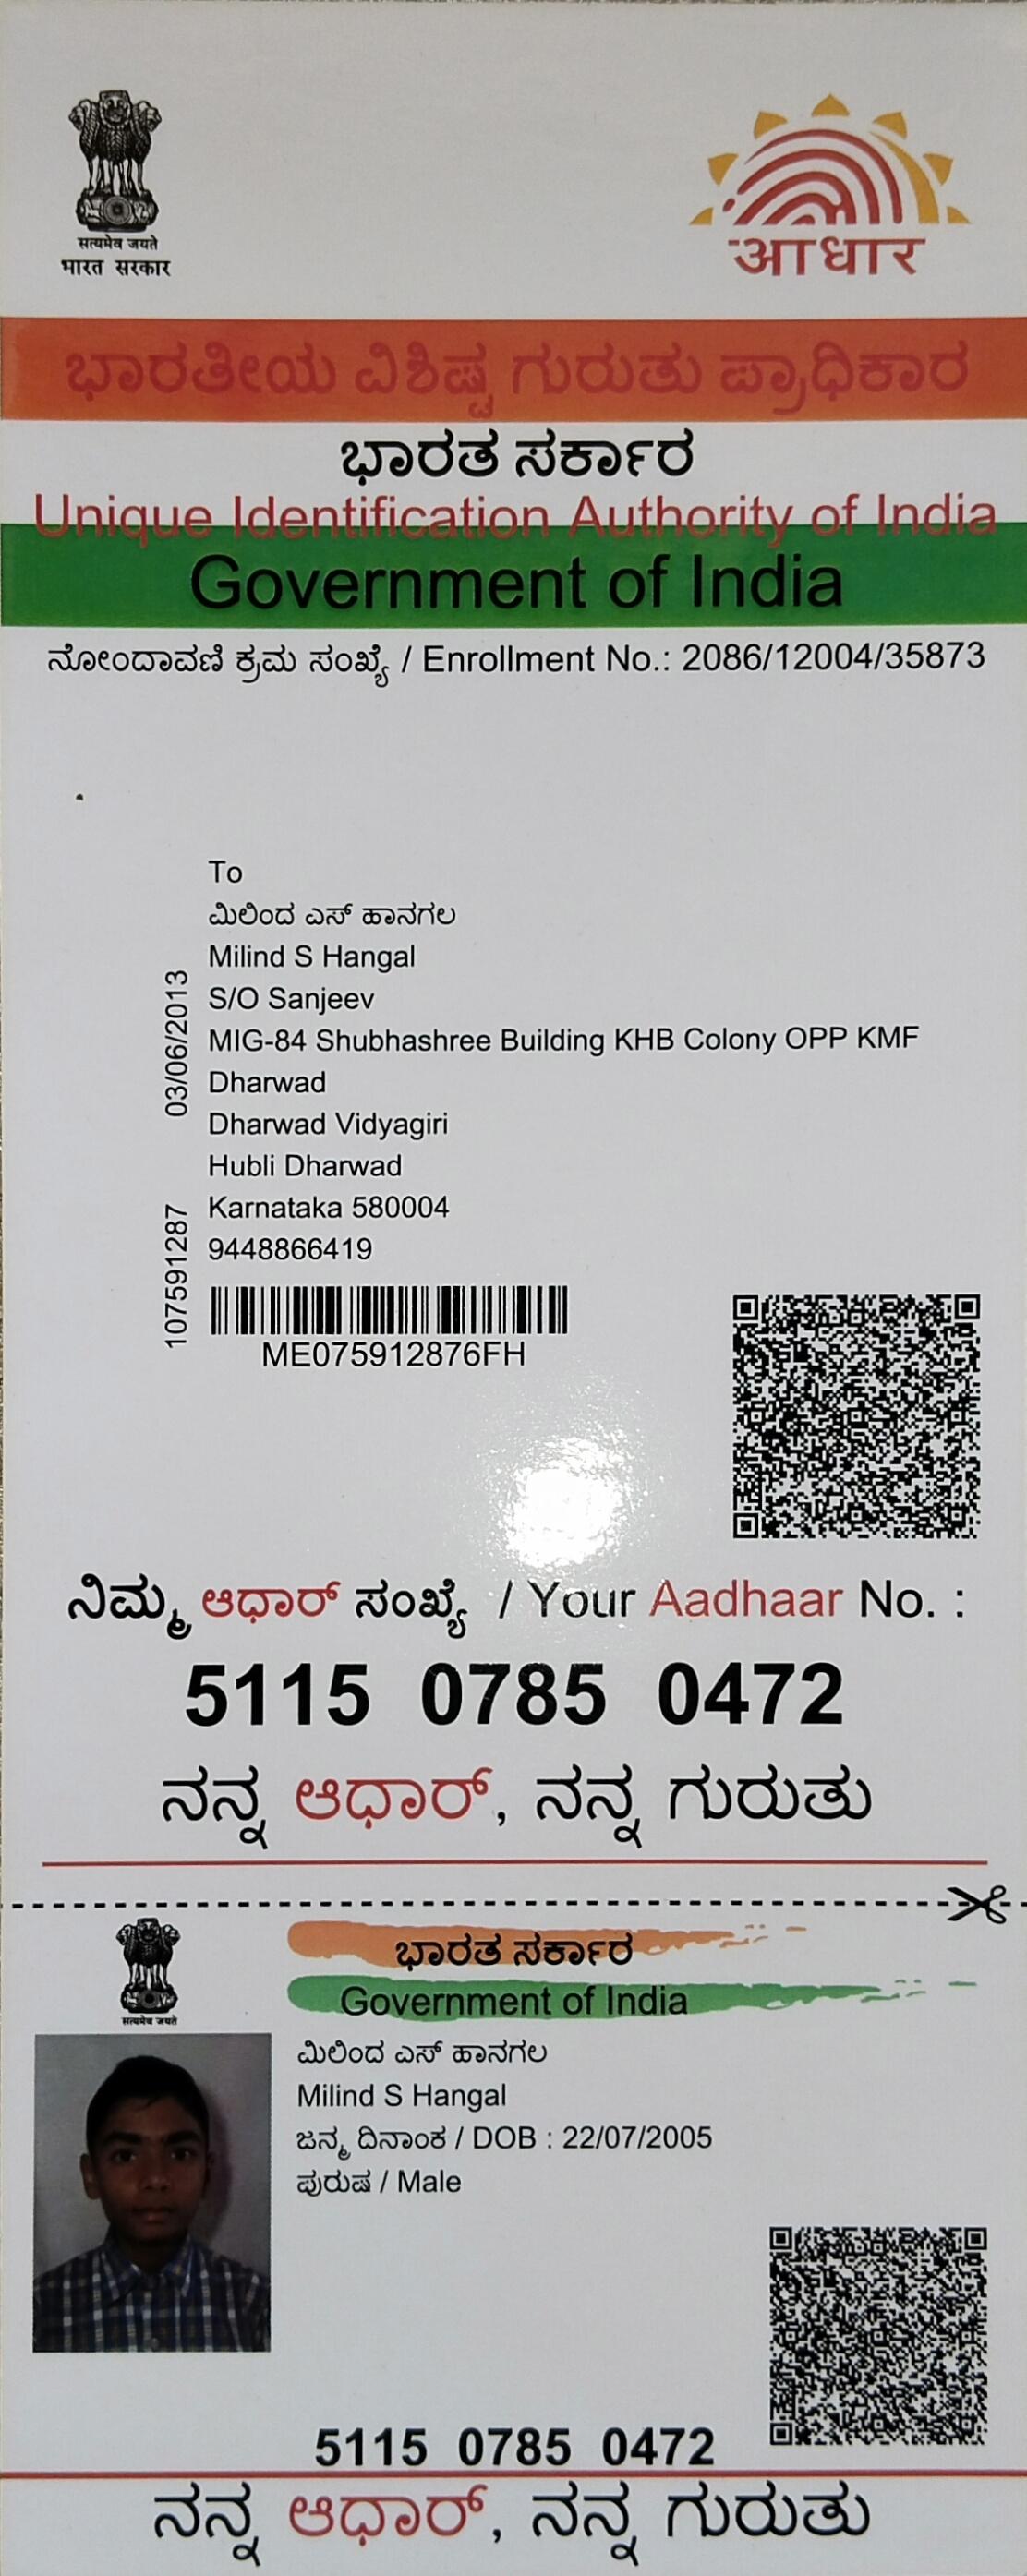 सत्यमेव जयते
भारत सरकार
आधार
ಭಾರತೀಯ ವಿಶಿಷ್ಟ ಗುರುತು ಪ್ರಾಧಿಕಾರ
ಭಾರತ ಸರ್ಕಾರ
Unique Identification Authority of India
Government of India
ನೋಂದಾವಣಿ ಕ್ರಮ ಸಂಖ್ಯೆ / Enrollment No.: 2086/12004/35873
To
ಮಿಲಿಂದ ಎಸ್ ಹಾನಗಲ
Milind S Hangal
S/O Sanjeev
MIG-84 Shubhashree Building KHB Colony OPP KMF
Dharwad
Dharwad Vidyagiri
Hubli Dharwad
Karnataka 580004
9448866419
03/06/2013
107591287
ME075912876FH
ನಿಮ್ಮ ಆಧಾರ್ ಸಂಖ್ಯೆ / Your Aadhaar No. :
5115 0785 0472
ನನ್ನ ಆಧಾರ್, ನನ್ನ ಗುರುತು
सत्यमेव जयते
ಭಾರತ ಸರ್ಕಾರ
Government of India
ಮಿಲಿಂದ ಎಸ್ ಹಾನಗಲ
Milind S Hangal
ಜನ್ಮ ದಿನಾಂಕ / DOB : 22/07/2005
ಪುರುಷ / Male
5115 0785 0472
ನನ್ನ ಆಧಾರ್, ನನ್ನ ಗುರುತು